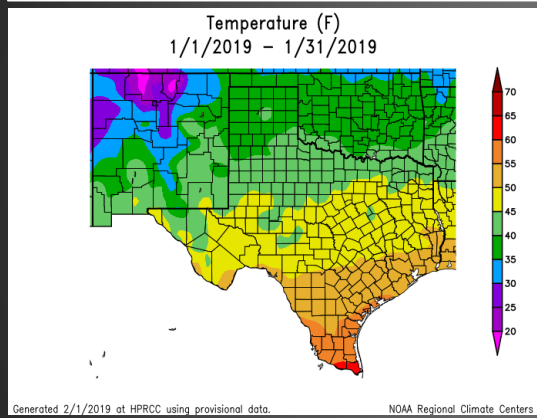 Temperature (F)
1/1/2019 – 1/31/2019
70
65
60
55
50
45
40
35
30
25
20
Generated 2/1/2019 at HPRCC using provisional data.
NOAA Regional Climate Centers